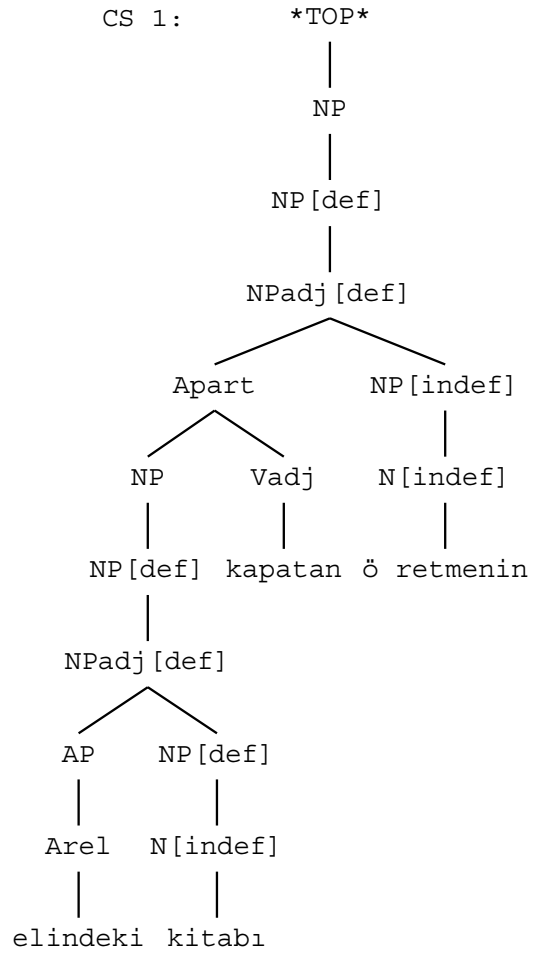 CS 1: *TOP*
NP
NP[def]
NPadj[def]
Apart NP[indef]
NP Vadj N[indef]
NP[def] kapatan ö retmenin
NPadj[def]
AP NP[def]
Arel N[indef]
elindeki kitabı